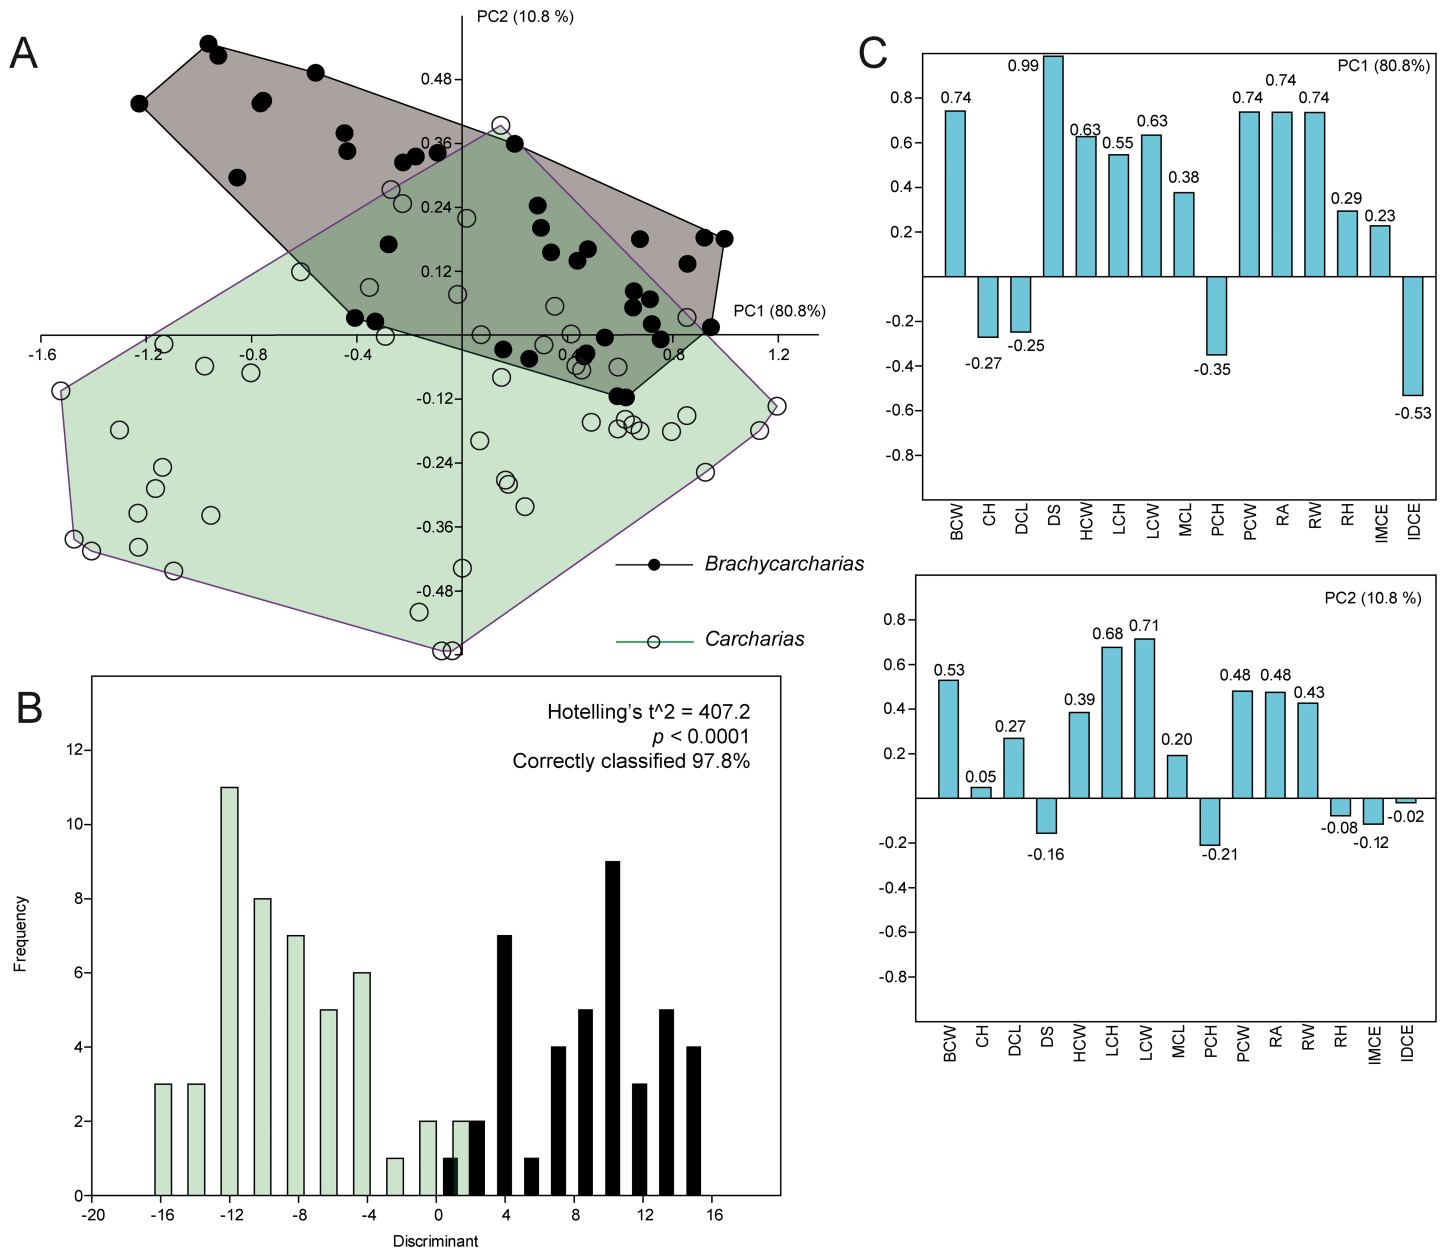 A
PC2 (10.8 %)
0.48
0.36
0.24
0.12
PC1 (80.8%)
-1.6
-1.2
-0.8
-0.4
0.4
0.8
1.2
-0.12
-0.24
-0.36
-0.48
Brachycarcharias
Carcharias
B
Hotelling's t^2 = 407.2
p < 0.0001
Correctly classified 97.8%
12
10
8
6
4
2
0
Frequency
-20
-16
-12
-8
-4
0
4
8
12
16
Discriminant
C
PC1 (80.8%)
0.8
0.6
0.4
0.2
-0.2
-0.4
-0.6
-0.8
0.74
-0.27
-0.25
0.99
0.63
0.55
0.63
0.38
-0.35
0.74
0.74
0.74
0.29
0.23
-0.53
BCW
CH
DCL
DS
HCW
LCH
LCW
MCL
PCH
PCW
RA
RW
RH
IMCE
IDCE
PC2 (10.8 %)
0.8
0.6
0.4
0.2
-0.2
-0.4
-0.6
-0.8
0.53
0.05
0.27
-0.16
0.39
0.68
0.71
0.20
-0.21
0.48
0.48
0.43
-0.08
-0.12
-0.02
BCW
CH
DCL
DS
HCW
LCH
LCW
MCL
PCH
PCW
RA
RW
RH
IMCE
IDCE